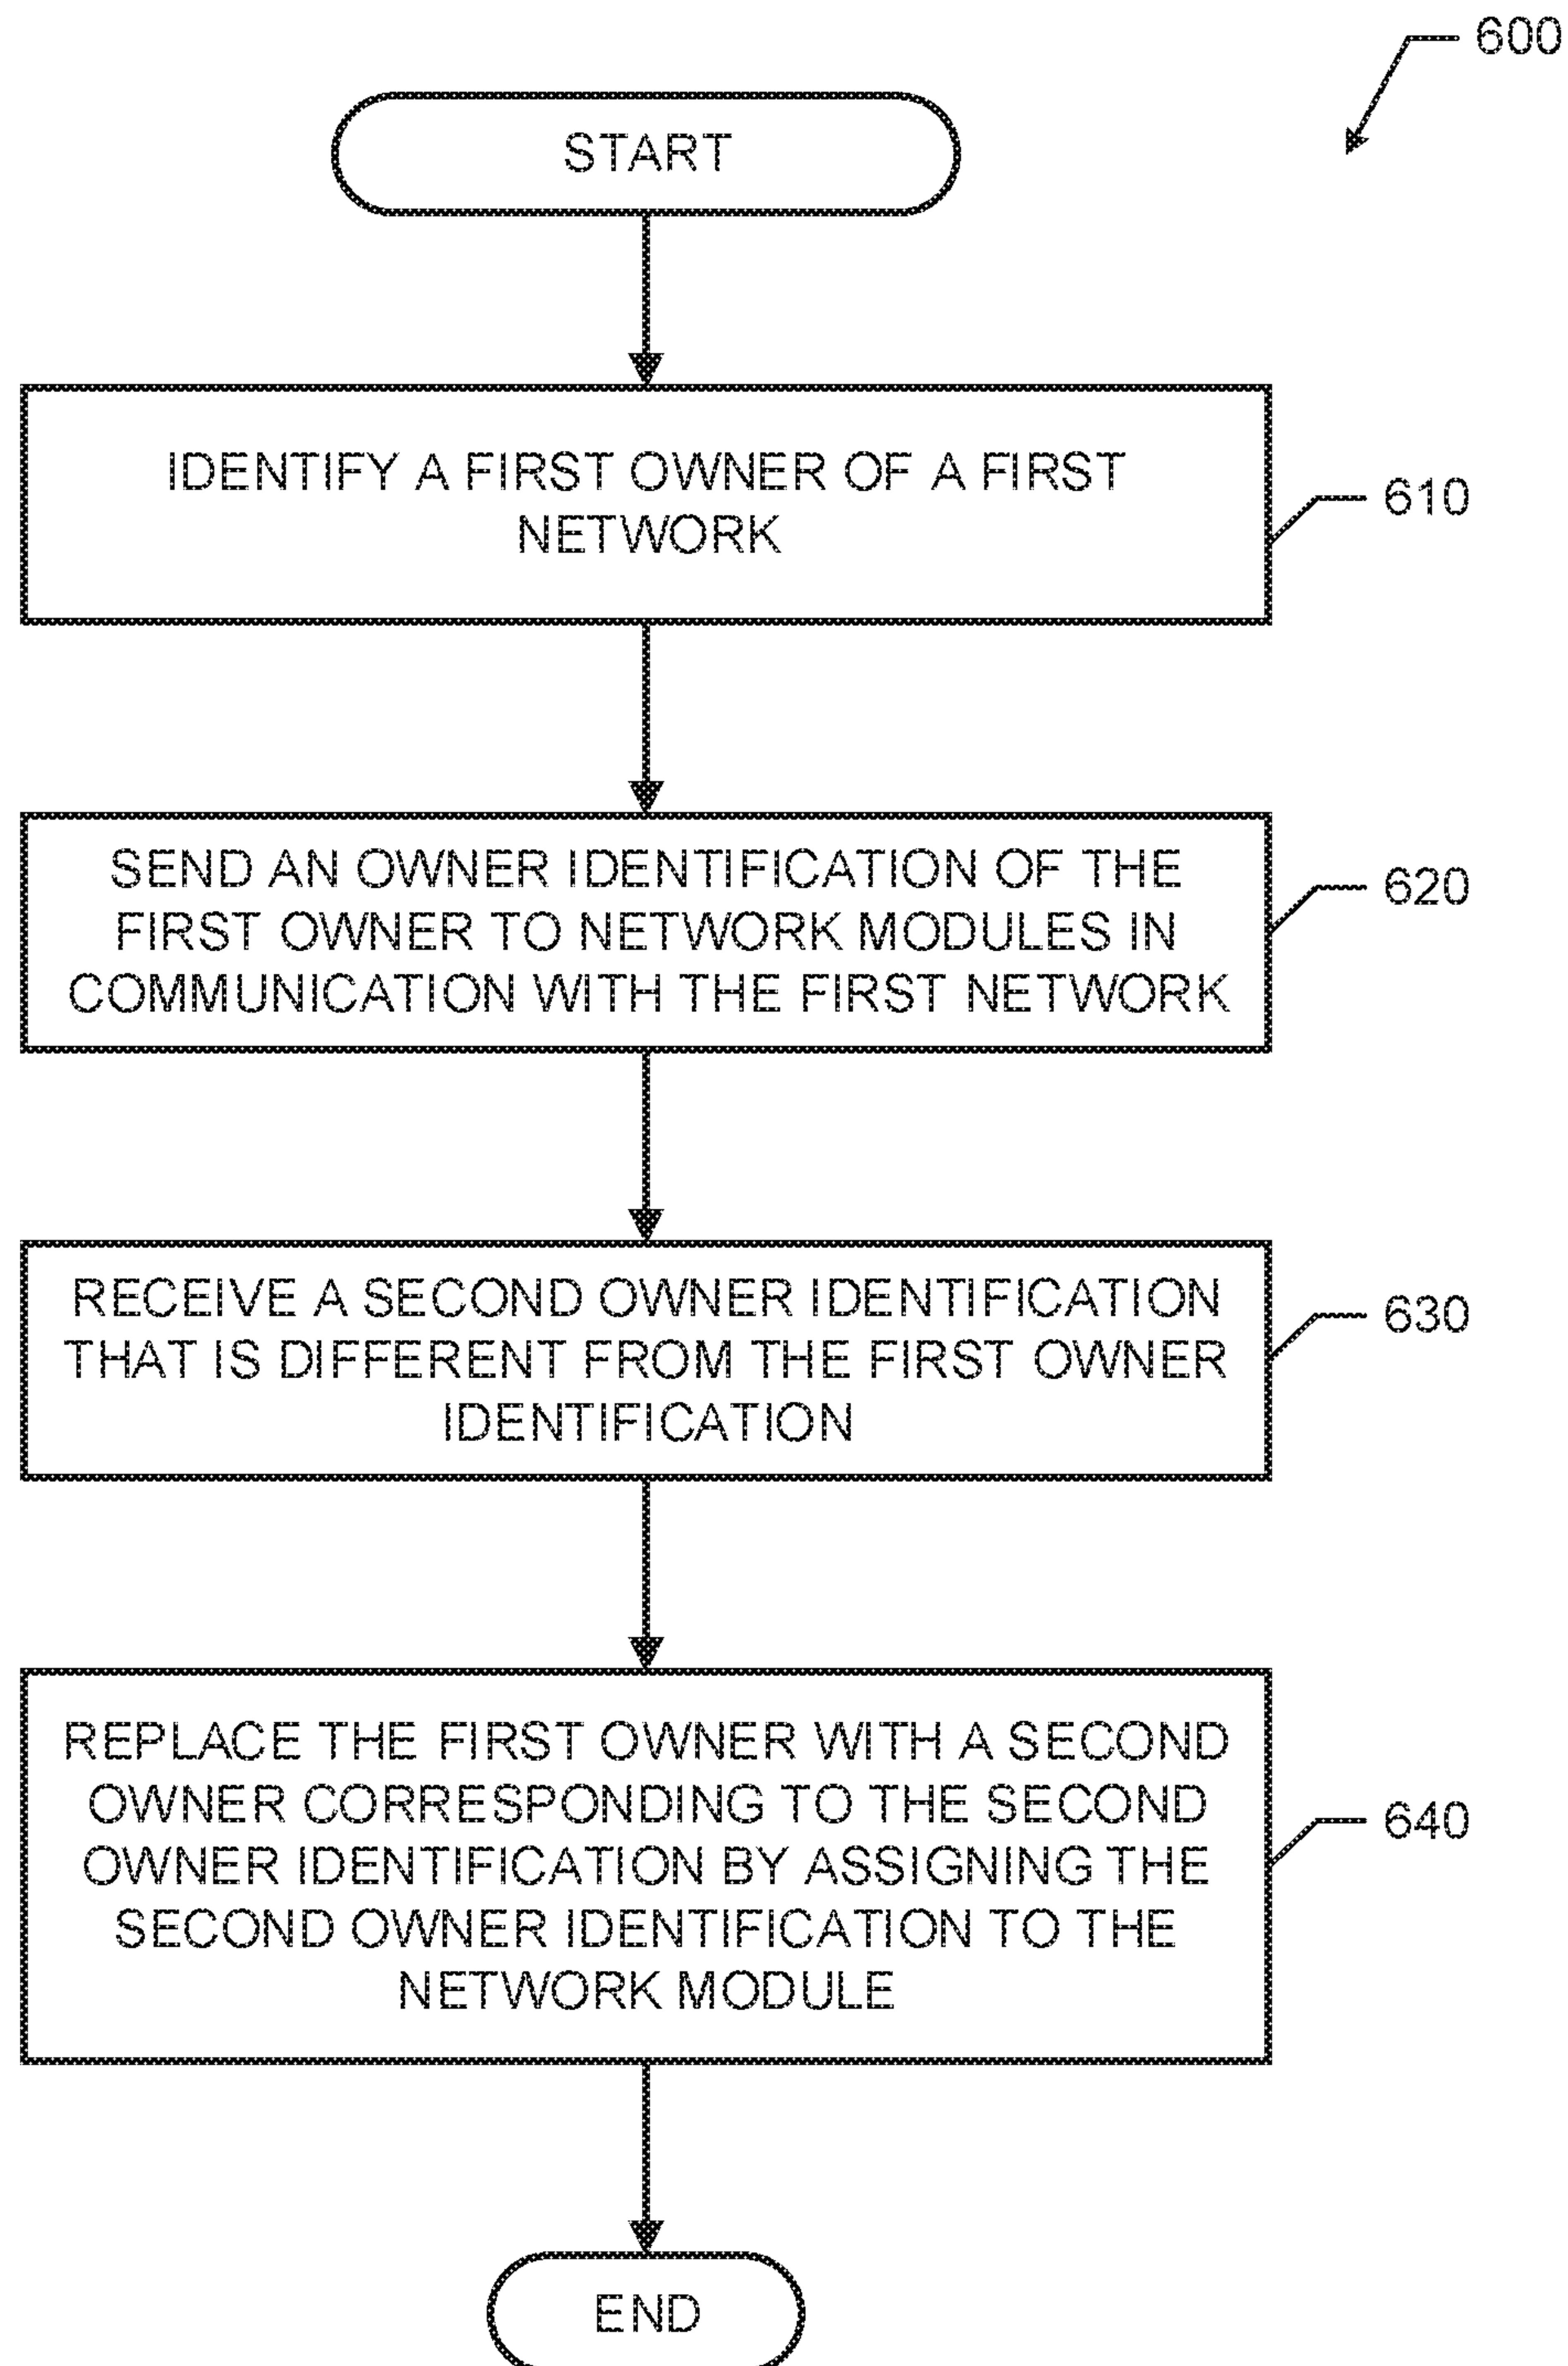 600
START
IDENTIFY A FIRST OWNER OF A FIRST
NETWORK
610
SEND AN OWNER IDENTIFICATION OF THE
FIRST OWNER TO NETWORK MODULES IN
COMMUNICATION WITH THE FIRST NETWORK
620
RECEIVE A SECOND OWNER IDENTIFICATION
THAT IS DIFFERENT FROM THE FIRST OWNER
IDENTIFICATION
630
REPLACE THE FIRST OWNER WITH A SECOND
OWNER CORRESPONDING TO THE SECOND
OWNER IDENTIFICATION BY ASSIGNING THE
SECOND OWNER IDENTIFICATION TO THE
NETWORK MODULE
640
END